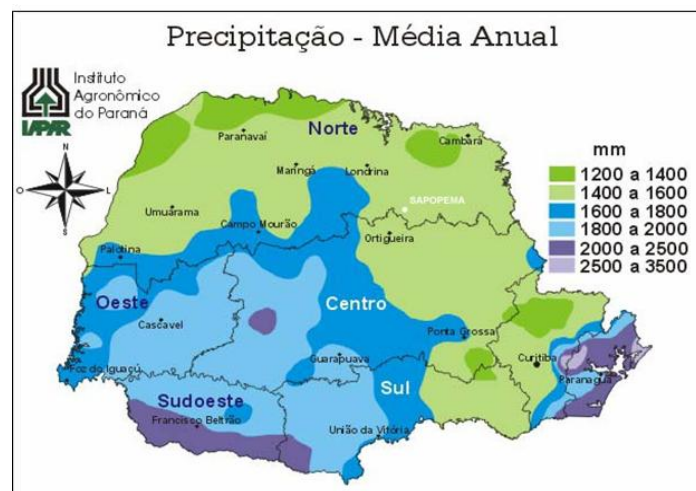 Precipitação - Média Anual
Instituto
Agronômico
do Paraná
IAPAR
N
O
L
S
Norte
Paranavaí
Cambará
Maringá
Londrina
SAPOPEMA
Umuarama
Campo Mourão
Ortigueira
Palotina
Oeste
Centro
Cascavel
Ponta Grossa
Guarapuava
Curitiba
Foz do Iguaçú
Paranaguá
Sul
Sudoeste
Francisco Beltrão
União da Vitória
mm
1200 a 1400
1400 a 1600
1600 a 1800
1800 a 2000
2000 a 2500
2500 a 3500